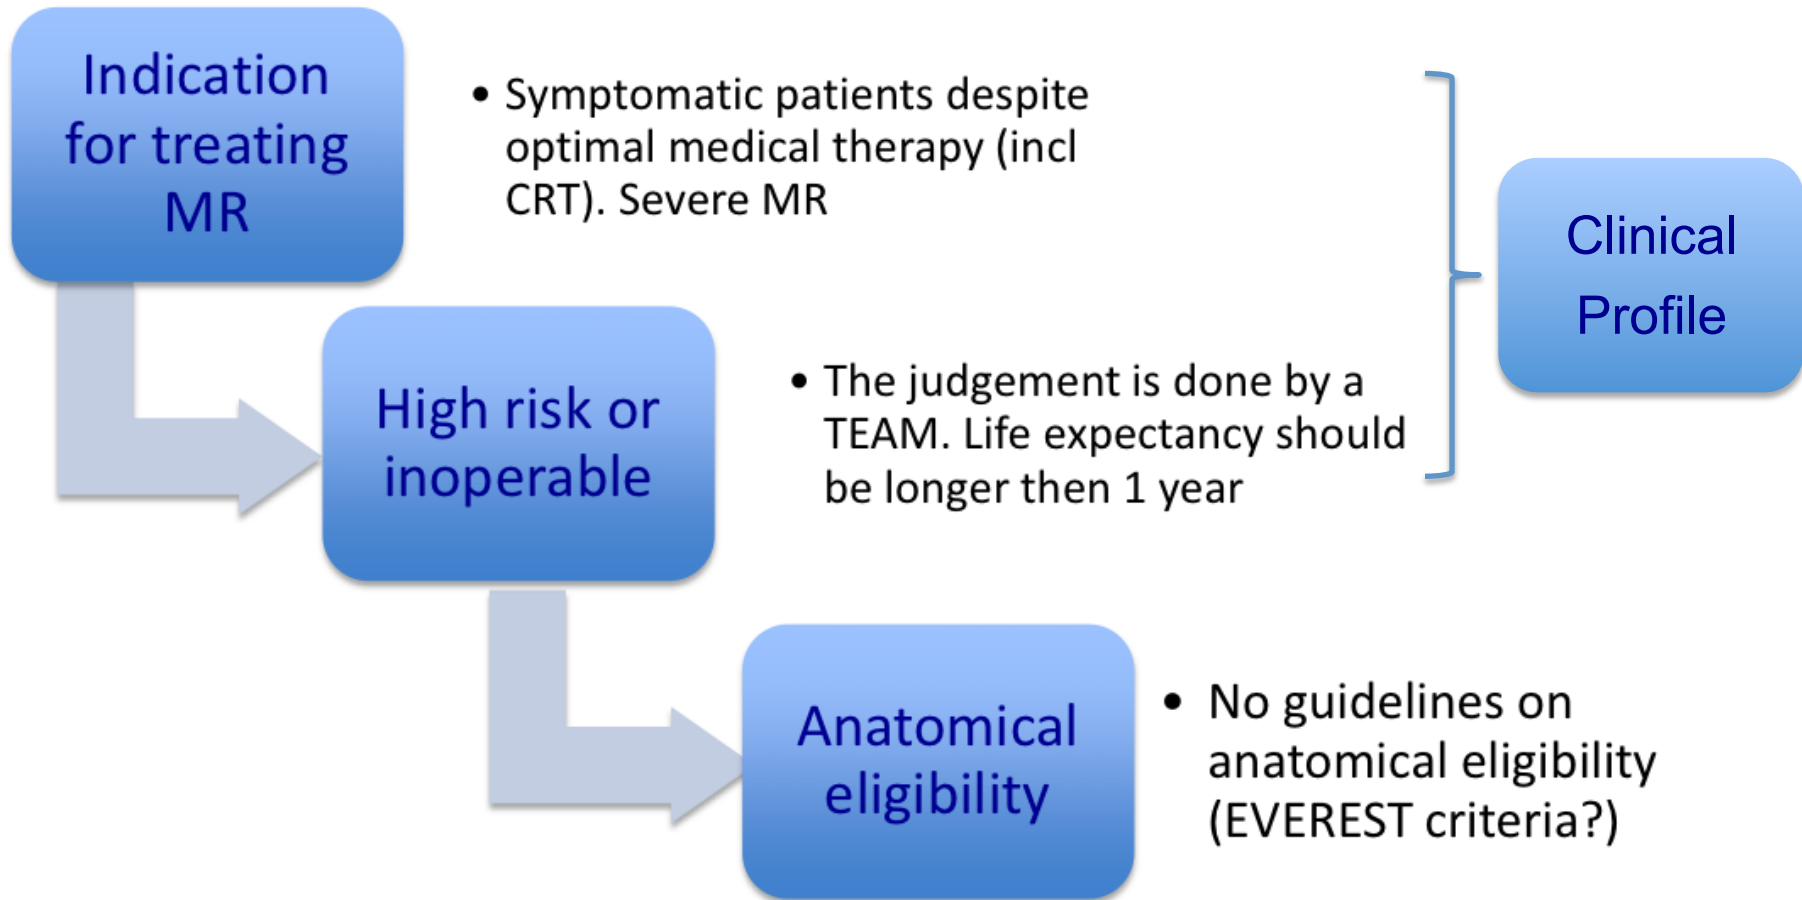 Indication
for treating
MR
• Symptomatic patients despite
optimal medical therapy (incl
CRT). Severe MR
Clinical
Profile
High risk or
inoperable
• The judgement is done by a
TEAM. Life expectancy should
be longer then 1 year
Anatomical
eligibility
• No guidelines on
anatomical eligibility
(EVEREST criteria?)